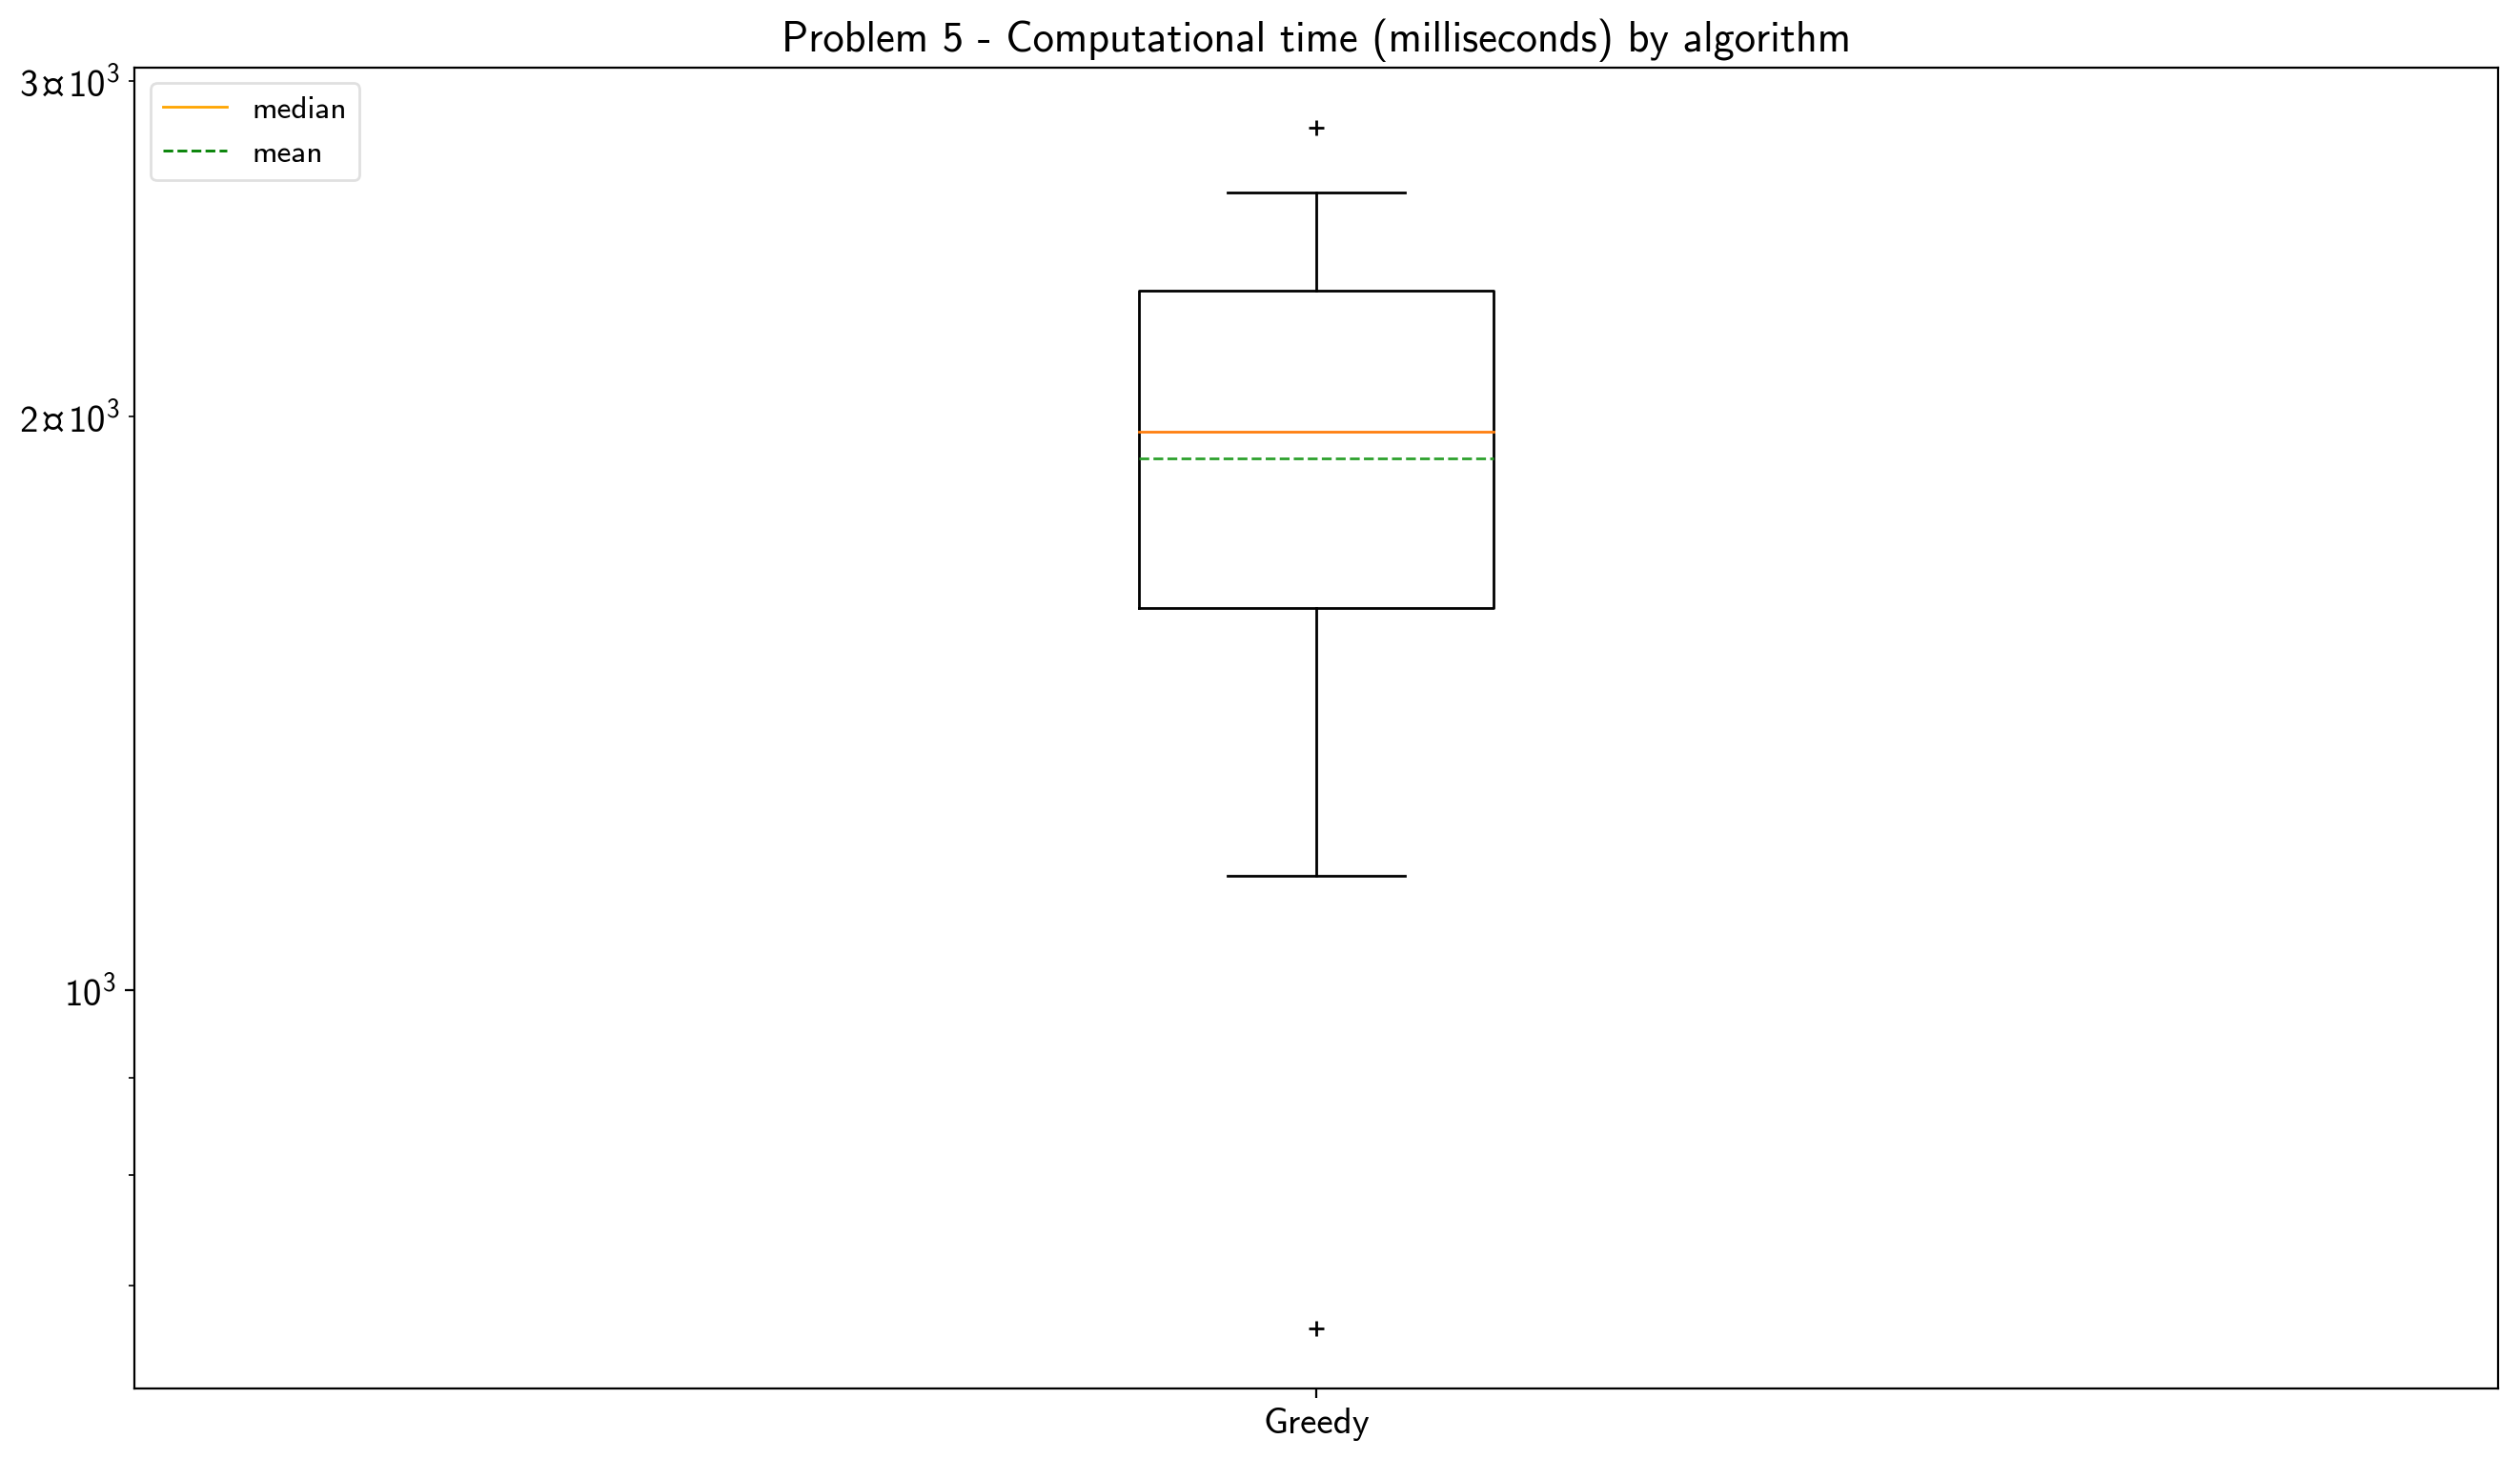 Problem 5 - Computational time (milliseconds) by algorithm
3¤10³
median
mean
2¤10³
10³
Greedy